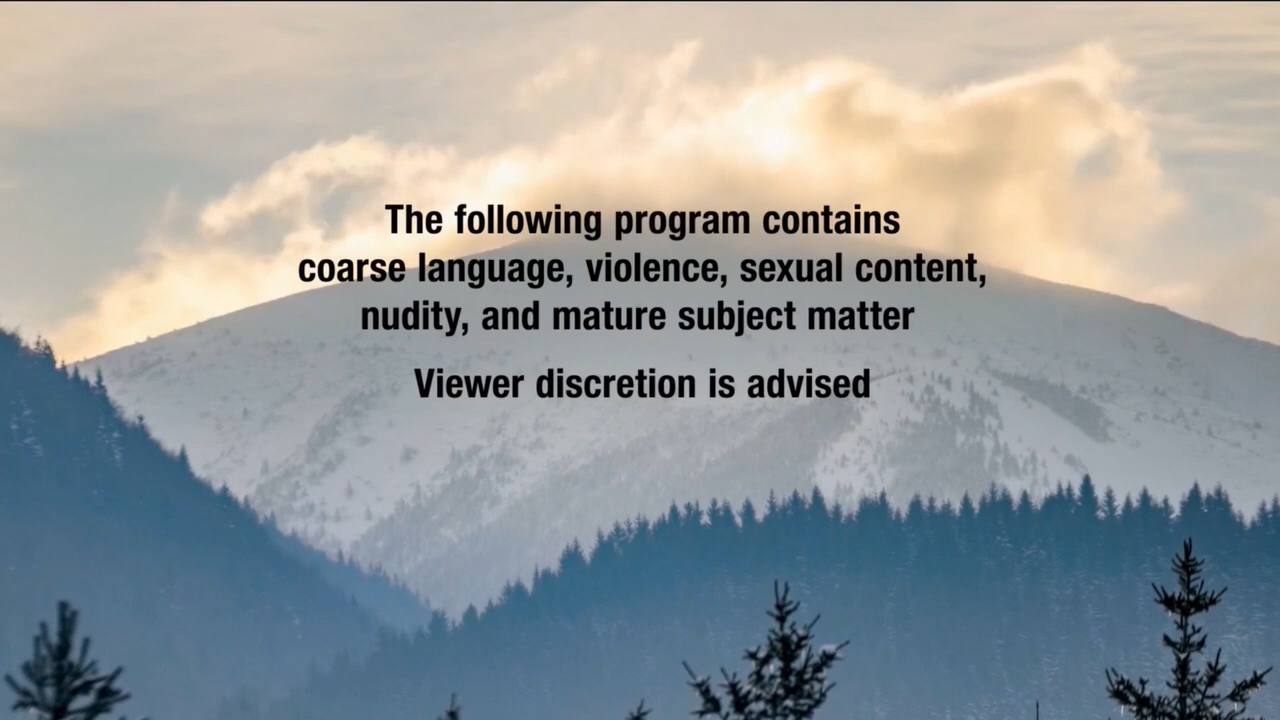 The following program contains
coarse language, violence, sexual content,
nudity, and mature subject matter
Viewer discretion is advised